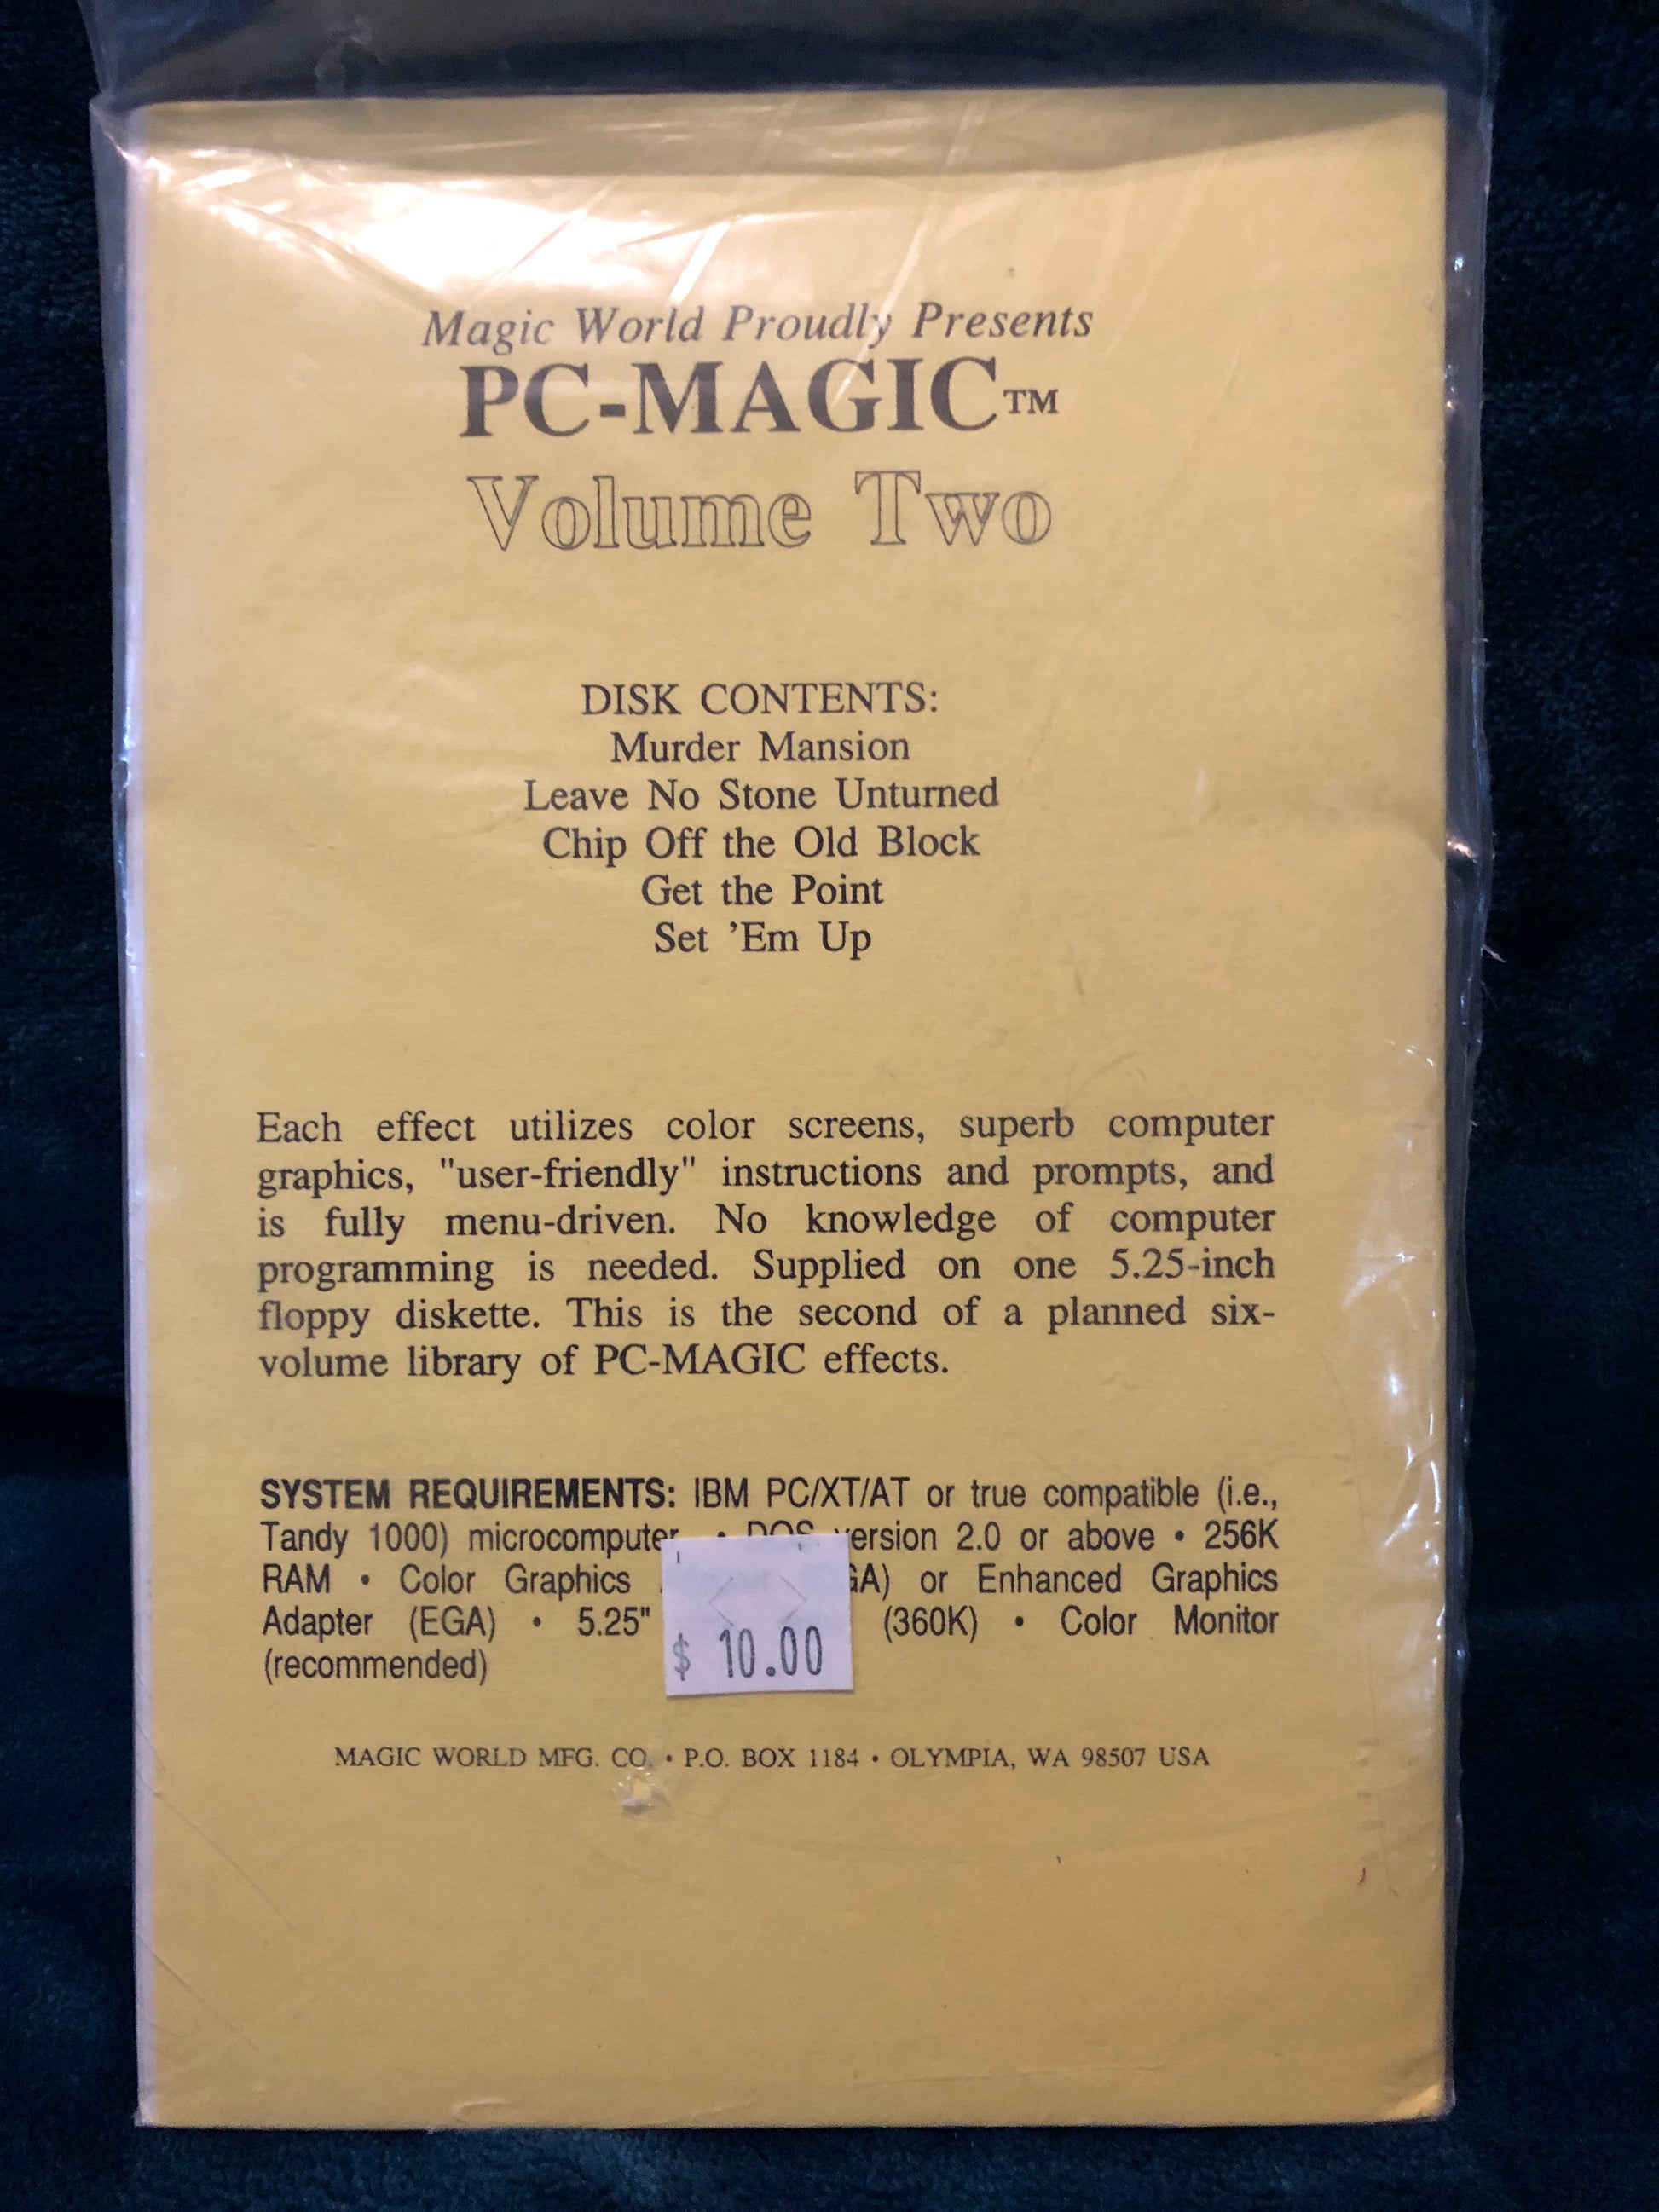 Magic World Proudly Presents
PC-MAGIC™
Volume Two
DISK CONTENTS:
Murder Mansion
Leave No Stone Unturned
Chip Off the Old Block
Get the Point
Set 'Em Up
Each effect utilizes color screens, superb computer
graphics, "user-friendly" instructions and prompts, and
is fully menu-driven. No knowledge of computer
programming is needed. Supplied on one 5.25-inch
floppy diskette. This is the second of a planned six-
volume library of PC-MAGIC effects.
SYSTEM REQUIREMENTS: IBM PC/XT/AT or true compatible (i.e.,
Tandy 1000) microcomputer • DOS version 2.0 or above • 256K
RAM • Color Graphics GA) or Enhanced Graphics
Adapter (EGA) • 5.25" (360K) • Color Monitor
(recommended)
$ 10.00
MAGIC WORLD MFG. CO. • P.O. BOX 1184 • OLYMPIA, WA 98507 USA